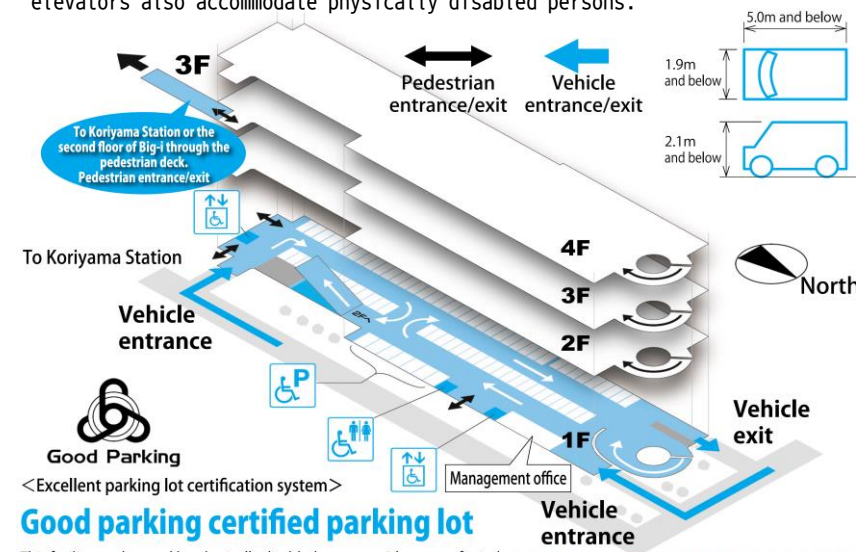 elevators also accommodate physically disabled persons.
3F
Pedestrian
entrance/exit
Vehicle
entrance/exit
5.0m and below
1.9m
and below
2.1m
and below
To Koriyama Station or the
second floor of Big-i through the
pedestrian deck.
Pedestrian entrance/exit
To Koriyama Station
4F
3F
2F
North
Vehicle
entrance
2F
P
1F
Vehicle
exit
Management office
Vehicle
entrance
Good Parking
<Excellent parking lot certification system>
Good parking certified parking lot